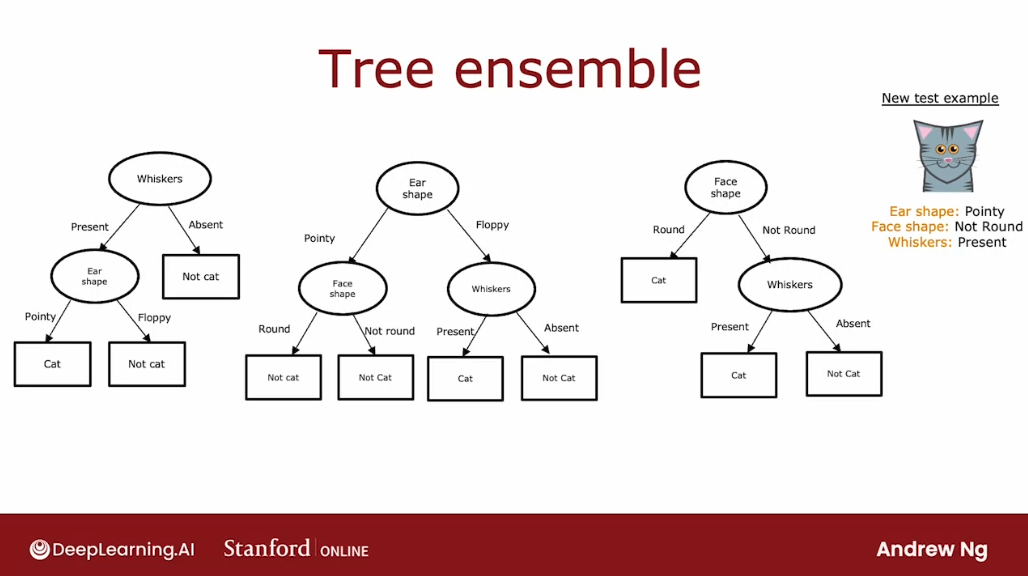 Tree ensemble
New test example
Ear shape: Pointy
Face shape: Not Round
Whiskers: Present
Whiskers
Present
Absent
Ear
shape
Not cat
Pointy
Floppy
Cat
Not cat
Ear
shape
Pointy
Floppy
Face
shape
Whiskers
Round
Not round
Present
Absent
Not cat
Not Cat
Cat
Not Cat
Face
shape
Round
Not Round
Cat
Whiskers
Present
Absent
Cat
Not Cat
DeepLearning.AI
Stanford ONLINE
Andrew Ng